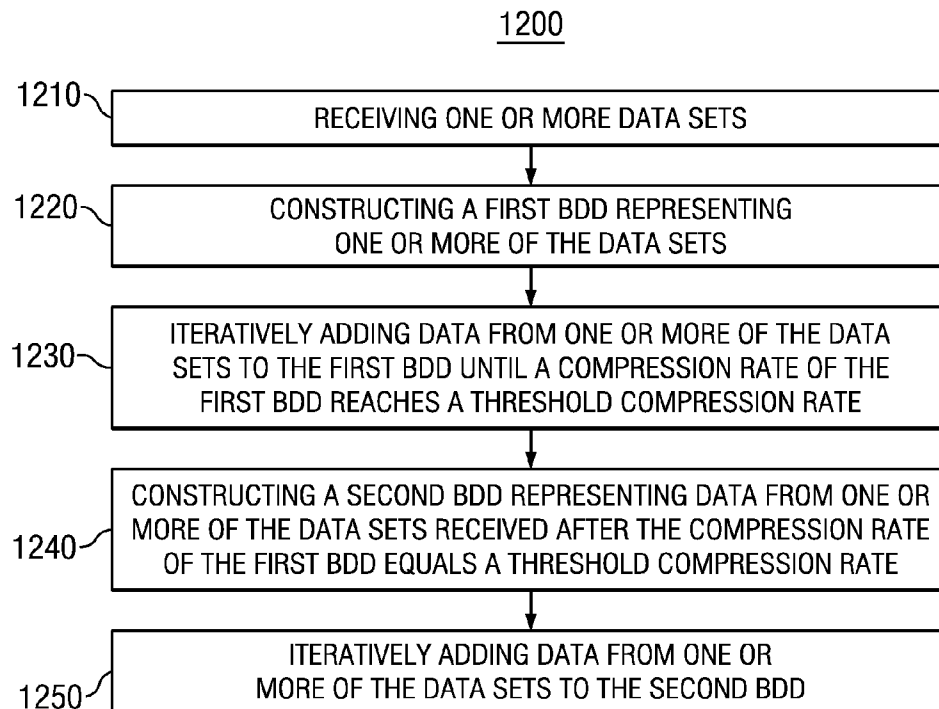 1200
1210
RECEIVING ONE OR MORE DATA SETS
1220
CONSTRUCTING A FIRST BDD REPRESENTING
ONE OR MORE OF THE DATA SETS
1230
ITERATIVELY ADDING DATA FROM ONE OR MORE OF THE DATA
SETS TO THE FIRST BDD UNTIL A COMPRESSION RATE OF THE
FIRST BDD REACHES A THRESHOLD COMPRESSION RATE
1240
CONSTRUCTING A SECOND BDD REPRESENTING DATA FROM ONE OR
MORE OF THE DATA SETS RECEIVED AFTER THE COMPRESSION RATE
OF THE FIRST BDD EQUALS A THRESHOLD COMPRESSION RATE
1250
ITERATIVELY ADDING DATA FROM ONE OR
MORE OF THE DATA SETS TO THE SECOND BDD